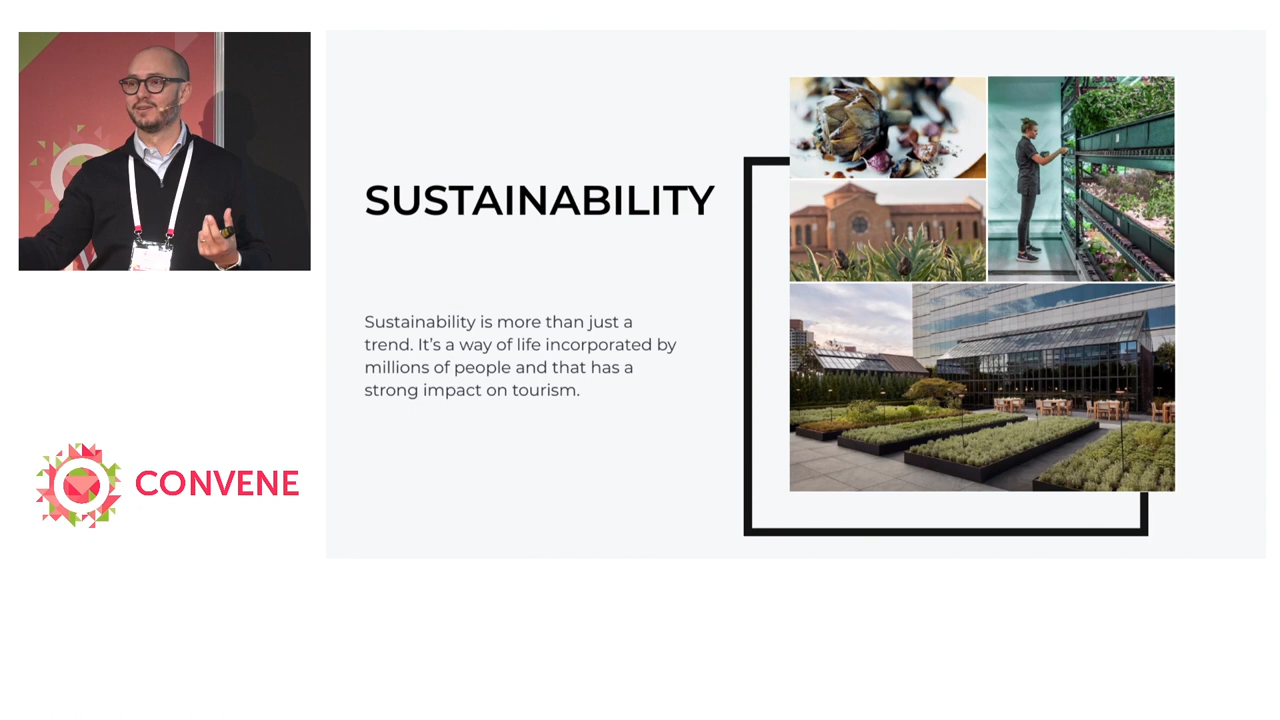 SUSTAINABILITY
Sustainability is more than just a
trend. It’s a way of life incorporated by
millions of people and that has a
strong impact on tourism.
CONVENE